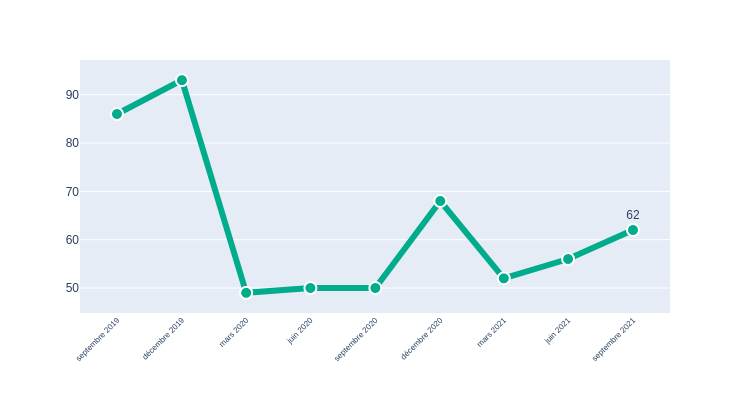 90
80
70
60
50
62
septembre 2019
décembre 2019
mars 2020
juin 2020
septembre 2020
décembre 2020
mars 2021
juin 2021
septembre 2021